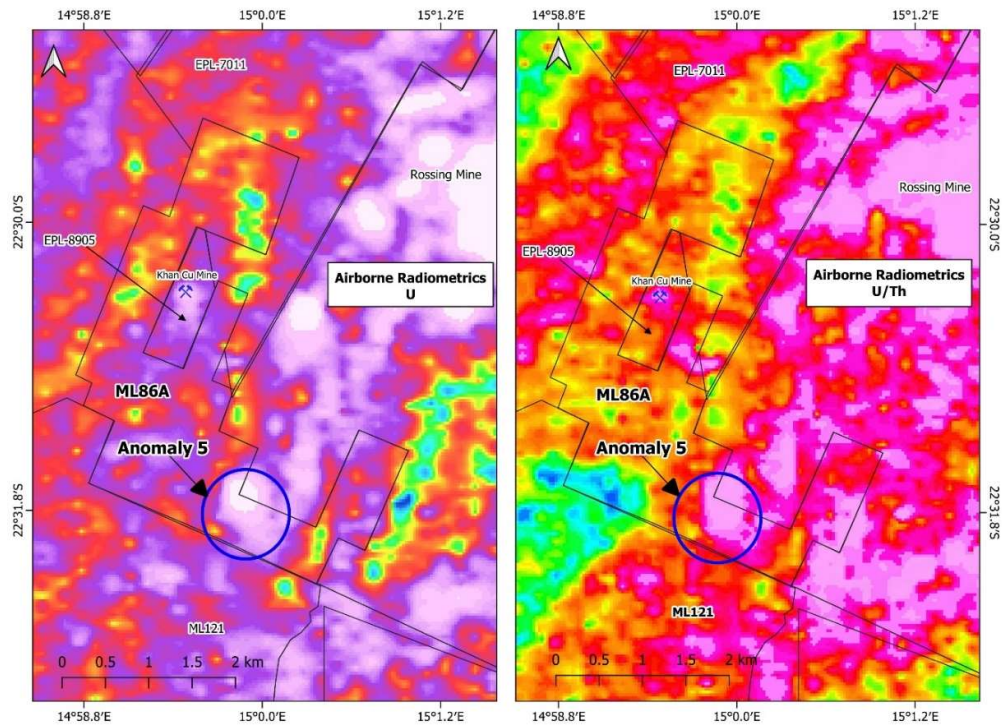 14°58.8'E 15°0.0'E 15°1.2'E
EPL-7011
Rossing Mine
22°30.0'S
EPL-8905
Khan Cu Mine
Airborne Radiometrics
U
ML86A
Anomaly 5
22°31.8'S
ML121
0 0.5 1 1.5 2 km
14°58.8'E 15°0.0'E 15°1.2'E
14°58.8'E 15°0.0'E 15°1.2'E
EPL-7011
Rossing Mine
22°30.0'S
EPL-8905
Khan Cu Mine
Airborne Radiometrics
U/Th
ML86A
Anomaly 5
22°31.8'S
ML121
0 0.5 1 1.5 2 km
14°58.8'E 15°0.0'E 15°1.2'E